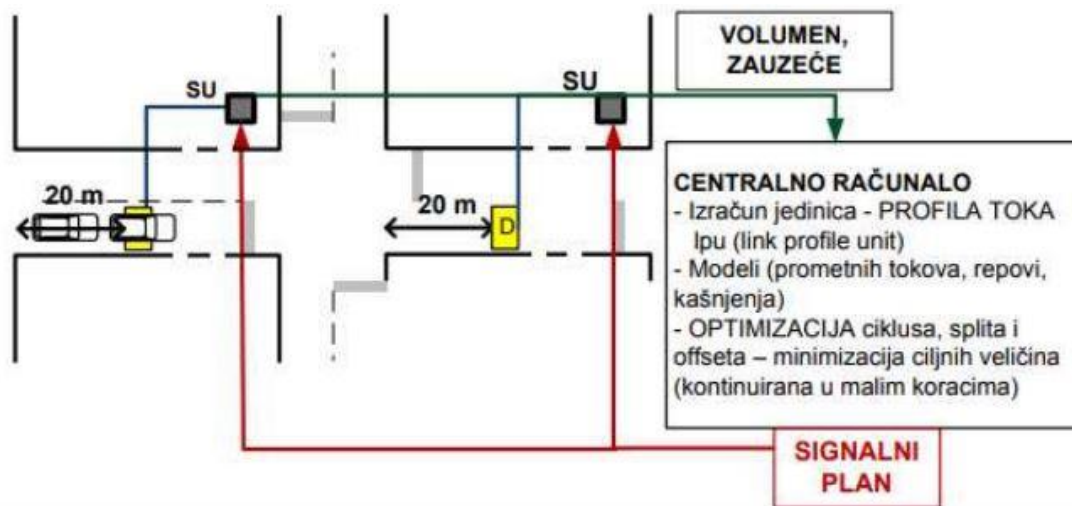 VOLUMEN,
ZAUZEĆE
SU
SU
20 m
20 m
D
CENTRALNO RAČUNALO
- Izračun jedinica - PROFILA TOKA
lpu (link profile unit)
- Modeli (prometnih tokova, repovi,
kašnjenja)
- OPTIMIZACIJA ciklusa, splita i
offseta – minimizacija ciljnih veličina
(kontinuirana u malim koracima)
SIGNALNI
PLAN